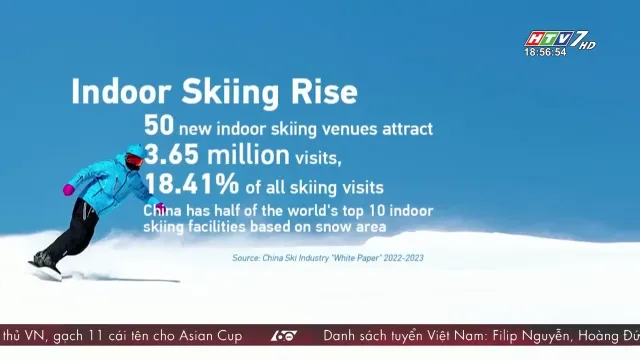 HTV7HD
18:56:54
Indoor Skiing Rise
50 new indoor skiing venues attract
3.65 million visits,
18.41% of all skiing visits
China has half of the world's top 10 indoor
skiing facilities based on snow area
Source: China Ski Industry "White Paper" 2022-2023
thủ VN, gạch 11 cái tên cho Asian Cup 60 Danh sách tuyển Việt Nam: Filip Nguyễn, Hoàng Đứ